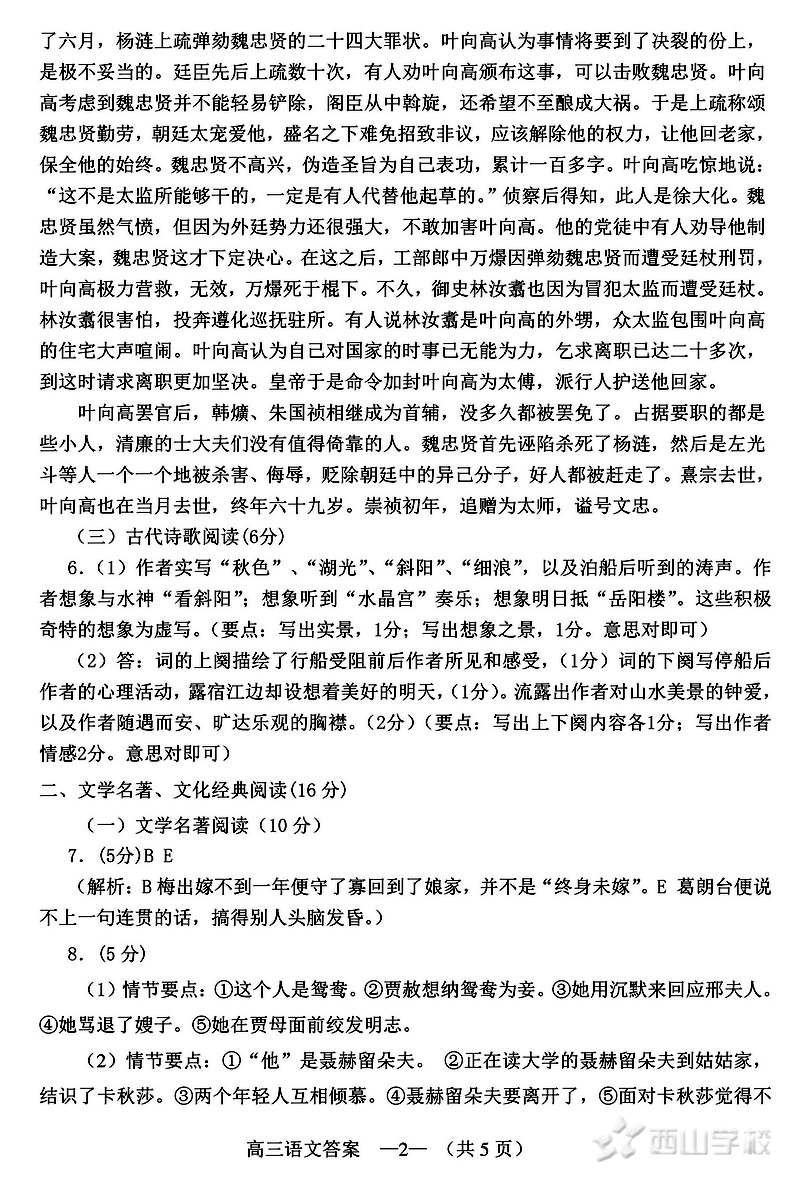 了六月，杨涟上疏弹劾魏忠贤的二十四大罪状。叶向高认为事情将要到了决裂的份上，
是极不妥当的。廷臣先后上疏数十次，有人劝叶向高颁布这事，可以击败魏忠贤。叶向
高考虑到魏忠贤并不能轻易铲除，阁臣从中斡旋，还希望不至酿成大祸。于是上疏称颂
魏忠贤勤劳，朝廷太宠爱他，盛名之下难免招致非议，应该解除他的权力，让他回老家，
保全他的始终。魏忠贤不高兴，伪造圣旨为自己表功，累计一百多字。叶向高吃惊地说：
“这不是太监所能够干的，一定是有人代替他起草的。”侦察后得知，此人是徐大化。魏
忠贤虽然气愤，但因为外廷势力还很强大，不敢加害叶向高。他的党徒中有人劝导他制
造大案，魏忠贤这才下定决心。在这之后，工部郎中万燝因弹劾魏忠贤而遭受廷杖刑罚，
叶向高极力营救，无效，万燝死于棍下。不久，御史林汝翥也因为冒犯太监而遭受廷杖。
林汝翥很害怕，投奔遵化巡抚驻所。有人说林汝翥是叶向高的外甥，众太监包围叶向高
的住宅大声喧闹。叶向高认为自己对国家的时事已无能为力，乞求离职已达二十多次，
到这时请求离职更加坚决。皇帝于是命令加封叶向高为太傅，派行人护送他回家。
叶向高罢官后，韩爌、朱国祯相继成为首辅，没多久都被罢免了。占据要职的都是
些小人，清廉的士大夫们没有值得倚靠的人。魏忠贤首先诬陷杀死了杨涟，然后是左光
斗等人一个一个地被杀害、侮辱，贬除朝廷中的异己分子，好人都被赶走了。熹宗去世，
叶向高也在当月去世，终年六十九岁。崇祯初年，追赠为太师，谥号文忠。
（三）古代诗歌阅读(6分)
6．(1）作者实写“秋色”、“湖光”、“斜阳”、“细浪”，以及泊船后听到的涛声。作
者想象与水神“看斜阳”；想象听到“水晶宫”奏乐；想象明日抵“岳阳楼”。这些积极
奇特的想象为虚写。（要点：写出实景，1分；写出想象之景，1分。意思对即可）
（2）答：词的上阕描绘了行船受阻前后作者所见和感受，（1分）词的下阕写停船后
作者的心理活动，露宿江边却设想着美好的明天，（1分）。流露出作者对山水美景的钟爱，
以及作者随遇而安、旷达乐观的胸襟。（2分）（要点：写出上下阕内容各1分；写出作者
情感2分。意思对即可）
二、文学名著、文化经典阅读(16 分)
（一）文学名著阅读（10 分）
7．(5分)B E
（解析：B 梅出嫁不到一年便守了寡回到了娘家，并不是“终身未嫁”。E 葛朗台便说
不上一句连贯的话，搞得别人头脑发昏。）
8．(5 分)
（1）情节要点：①这个人是鸳鸯。②贾赦想纳鸳鸯为妾。③她用沉默来回应邢夫人。
④她骂退了嫂子。⑤她在贾母面前绞发明志。
（2）情节要点：①“他”是聂赫留朵夫。 ②正在读大学的聂赫留朵夫到姑姑家，
结识了卡秋莎。③两个年轻人互相倾慕。④聂赫留朵夫要离开了，⑤面对卡秋莎觉得不
高三语文答案 —2— （共 5 页）
西山学校